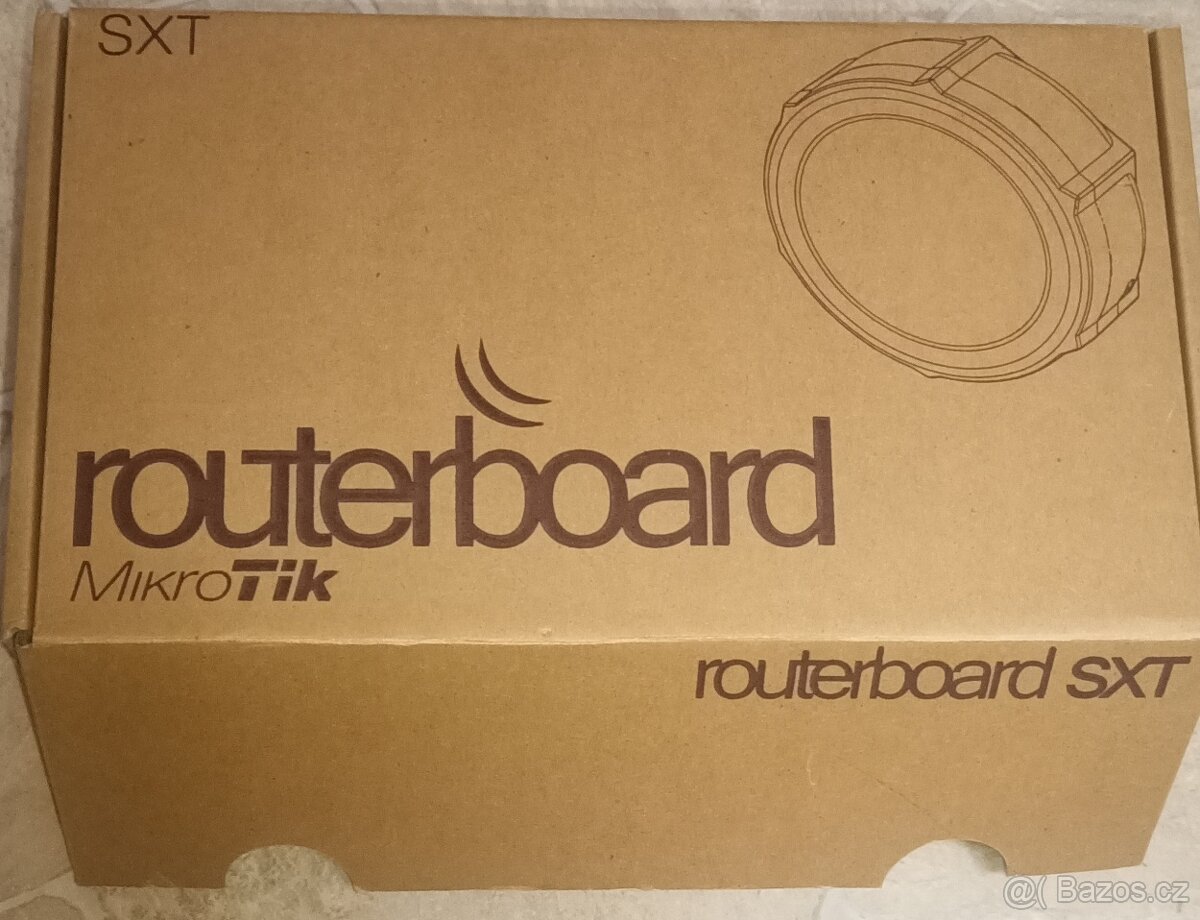 SXT
routerboard
MikroTik
routerboard SXT
@( Bazos.cz